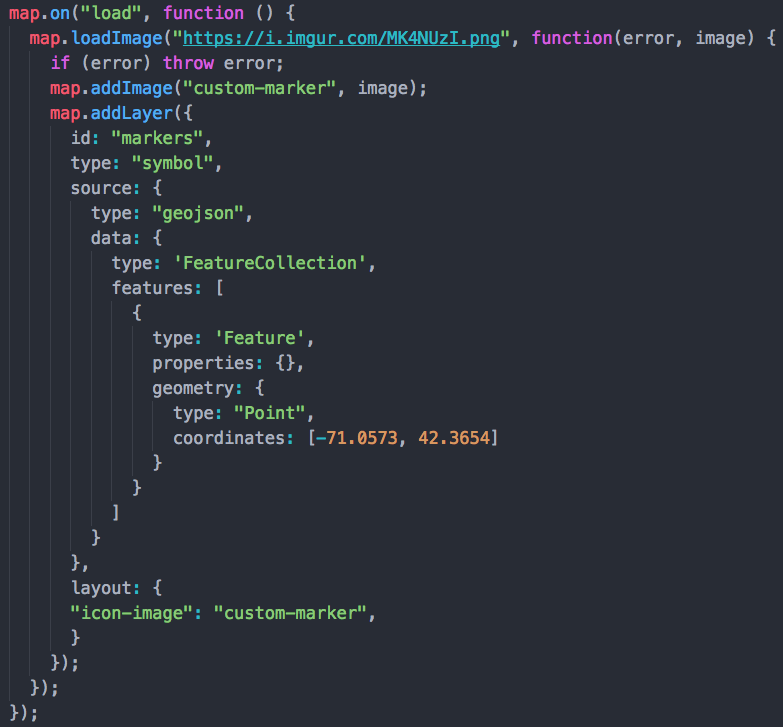 map.on("load", function () {
  map.loadImage("https://i.imgur.com/MK4NUzI.png", function(error, image) {
    if (error) throw error;
    map.addImage("custom-marker", image);
    map.addLayer({
      id: "markers",
      type: "symbol",
      source: {
        type: "geojson",
        data: {
          type: 'FeatureCollection',
          features: [
            {
              type: 'Feature',
              properties: {},
              geometry: {
                type: "Point",
                coordinates: [-71.0573, 42.3654]
              }
            }
          ]
        }
      },
      layout: {
      "icon-image": "custom-marker",
      }
    });
  });
});